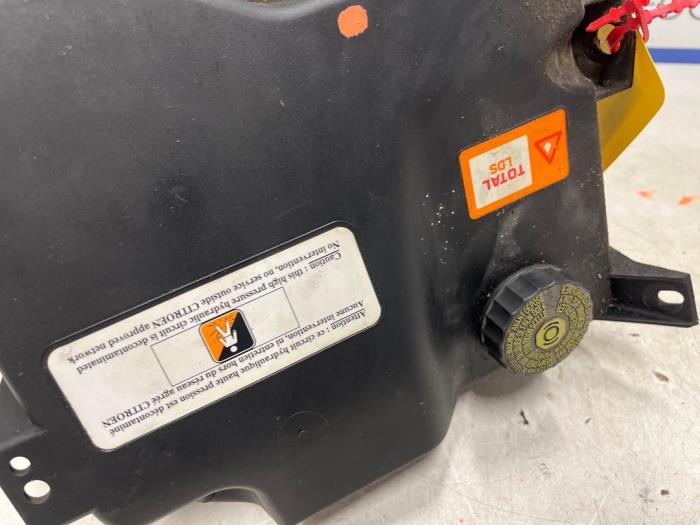 TOTAL
LDS
Attention : ce circuit hydraulique haute pression est décontaminé
Aucune intervention, ni entretien hors du réseau agréé CITROEN
Caution : this high pressure hydraulic circuit is decontaminated
No intervention, no service outside CITROEN approved network.